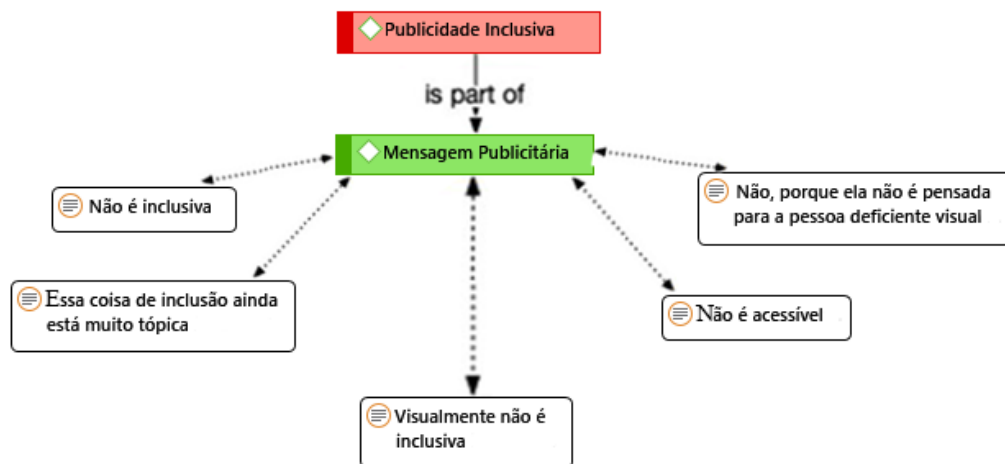 Publicidade Inclusiva
is part of
Mensagem Publicitária
Não é inclusiva
Não, porque ela não é pensada
para a pessoa deficiente visual
Essa coisa de inclusão ainda
está muito tópica
Não é acessível
Visualmente não é
inclusiva